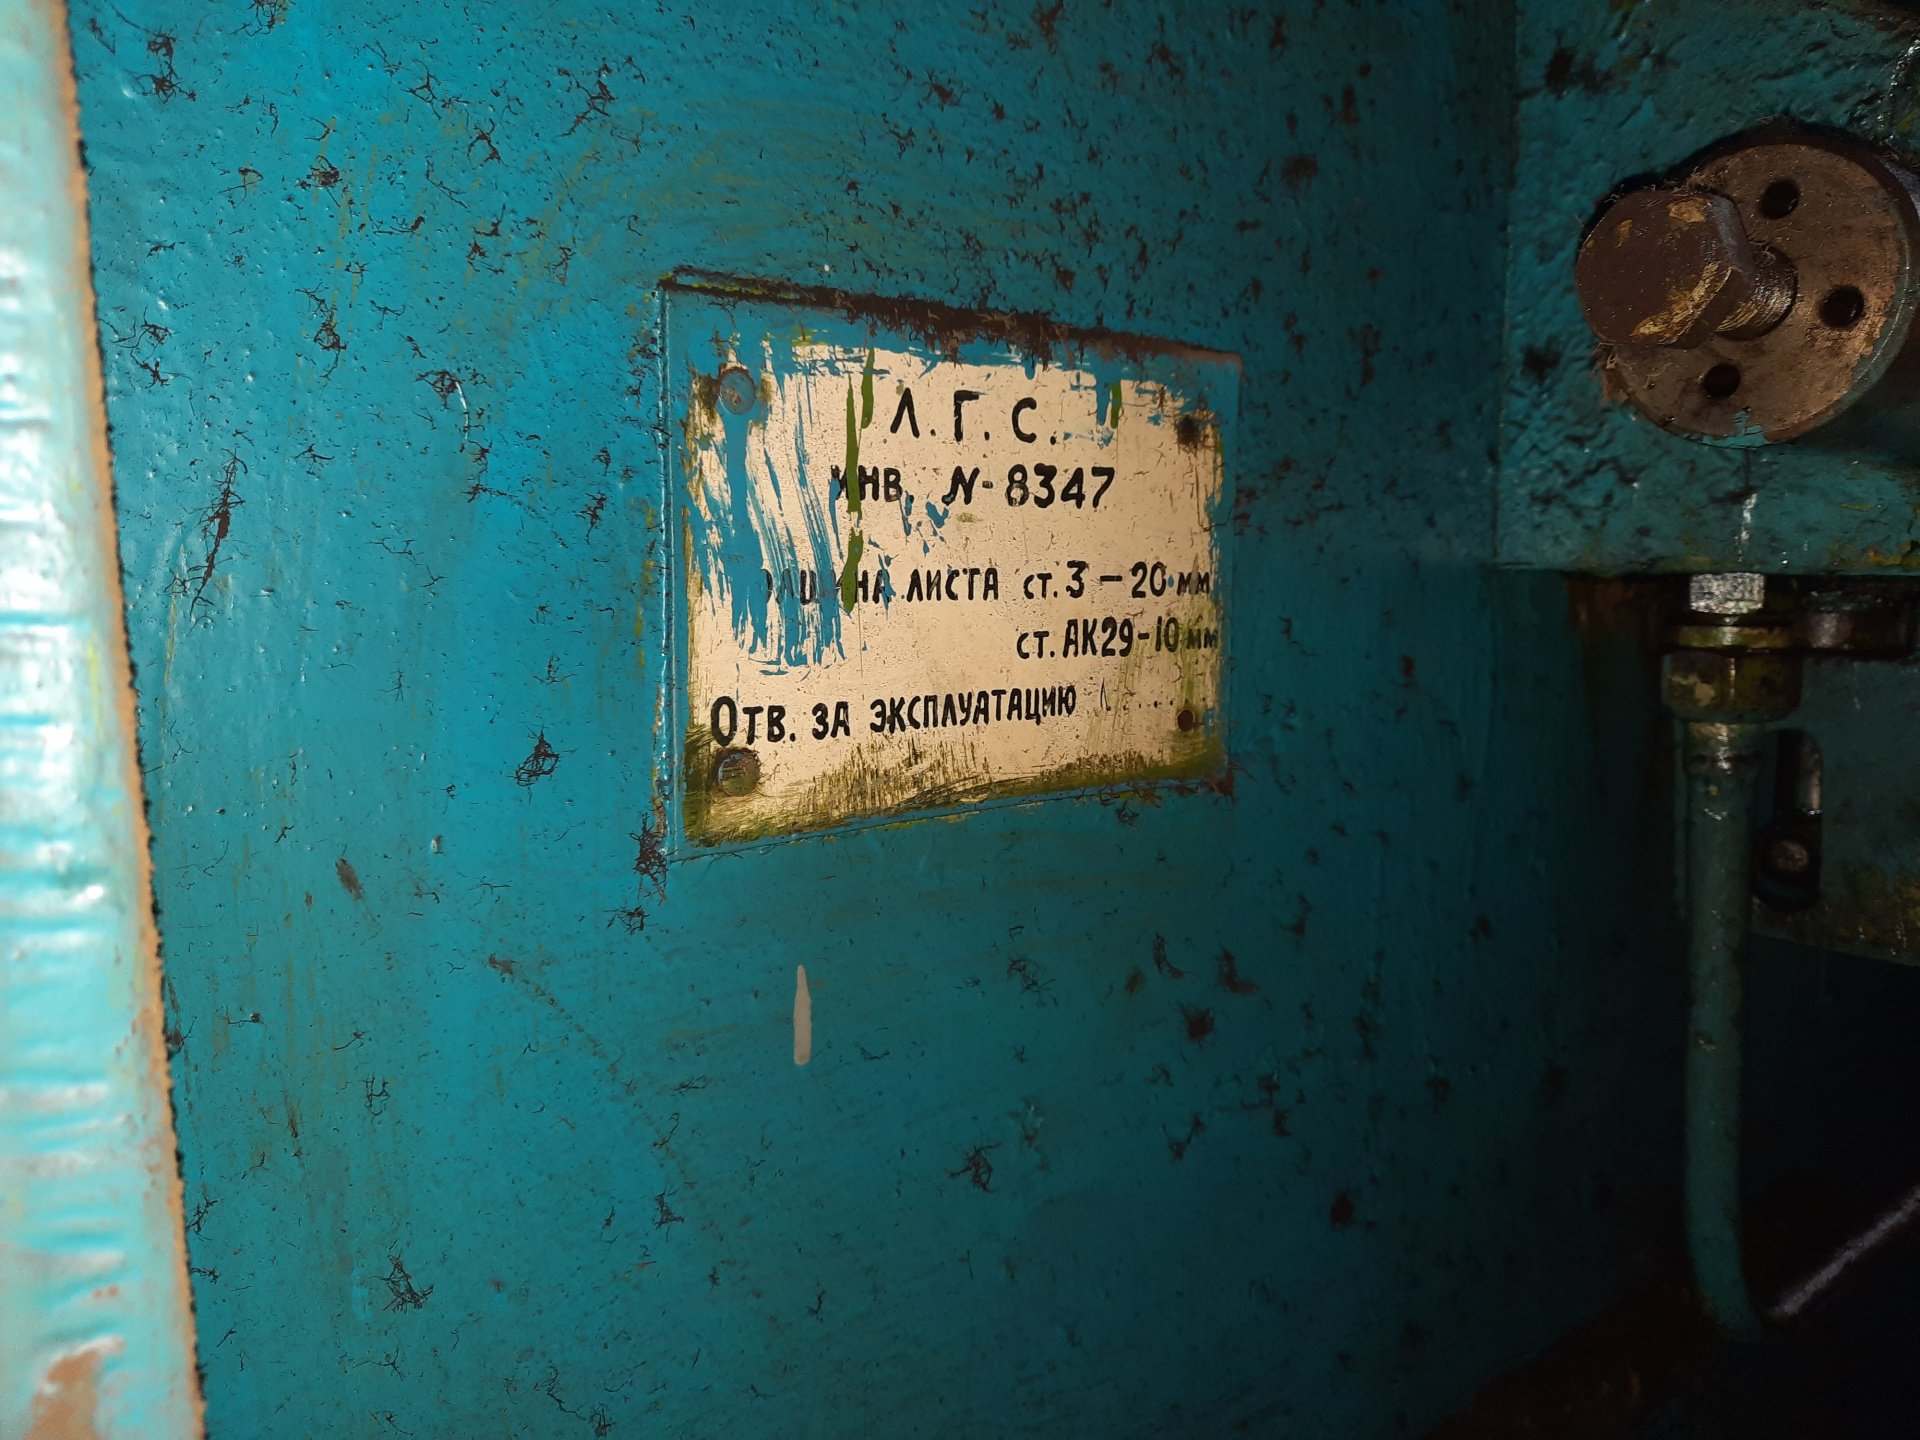 Л.Г.С.
ИНВ. N- 8347
ЛИСТА ст. 3 – 20 мм
ст. АК29-10 мм
ОТВ. ЗА ЭКСПЛУАТАЦИЮ